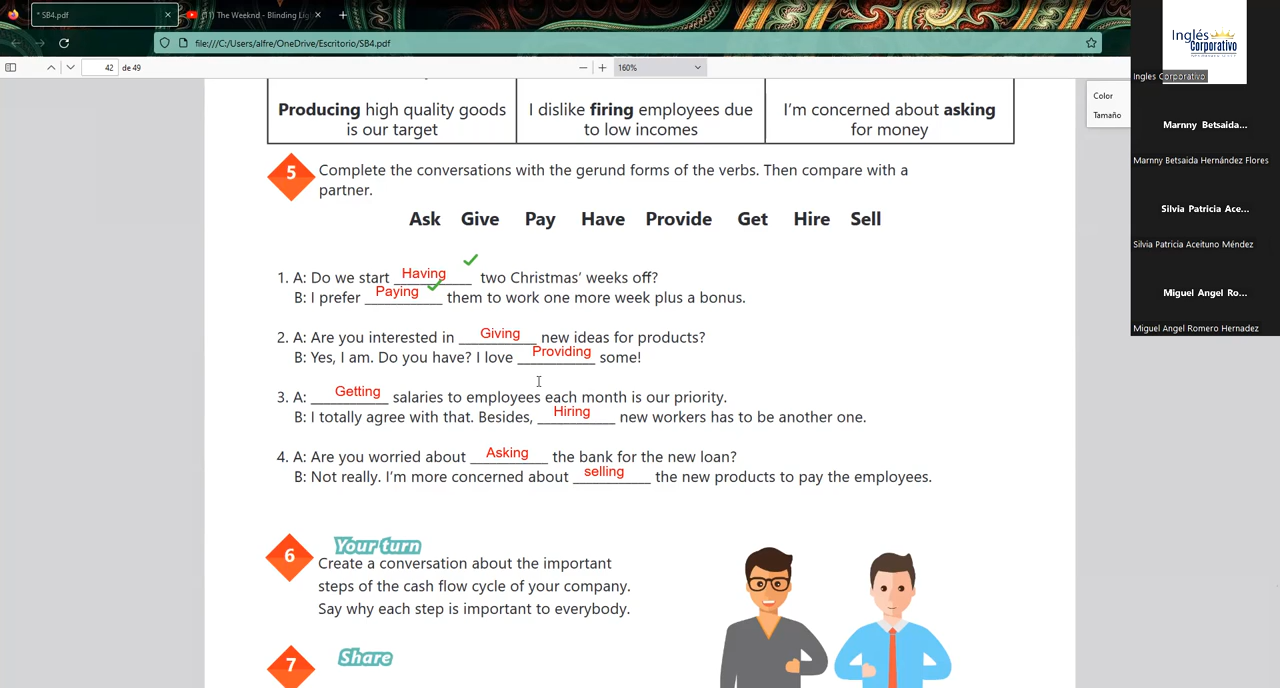 * SB4.pdf
(1) The Weeknd - Blinding Lig
file:///C:/Users/alfre/OneDrive/Escritorio/SB4.pdf
42 de 49
160%
Color
Tamaño
Inglés
Corporativo
Ingles Corporativo
Marnny Betsaida...
Marnny Betsaida Hernández Flores
Silvia Patricia Ace...
Silvia Patricia Aceituno Méndez
Miguel Angel Ro...
Miguel Angel Romero Hernadez
Producing high quality goods is our target
I dislike firing employees due to low incomes
I'm concerned about asking for money
5
Complete the conversations with the gerund forms of the verbs. Then compare with a
partner.
Ask Give Pay Have Provide Get Hire Sell
1. A: Do we start Having two Christmas' weeks off?
B: I prefer Paying them to work one more week plus a bonus.
2. A: Are you interested in Giving new ideas for products?
B: Yes, I am. Do you have? I love Providing some!
3. A: Getting salaries to employees each month is our priority.
B: I totally agree with that. Besides, Hiring new workers has to be another one.
4. A: Are you worried about Asking the bank for the new loan?
B: Not really. I'm more concerned about selling the new products to pay the employees.
6
Your turn
Create a conversation about the important
steps of the cash flow cycle of your company.
Say why each step is important to everybody.
7
Share